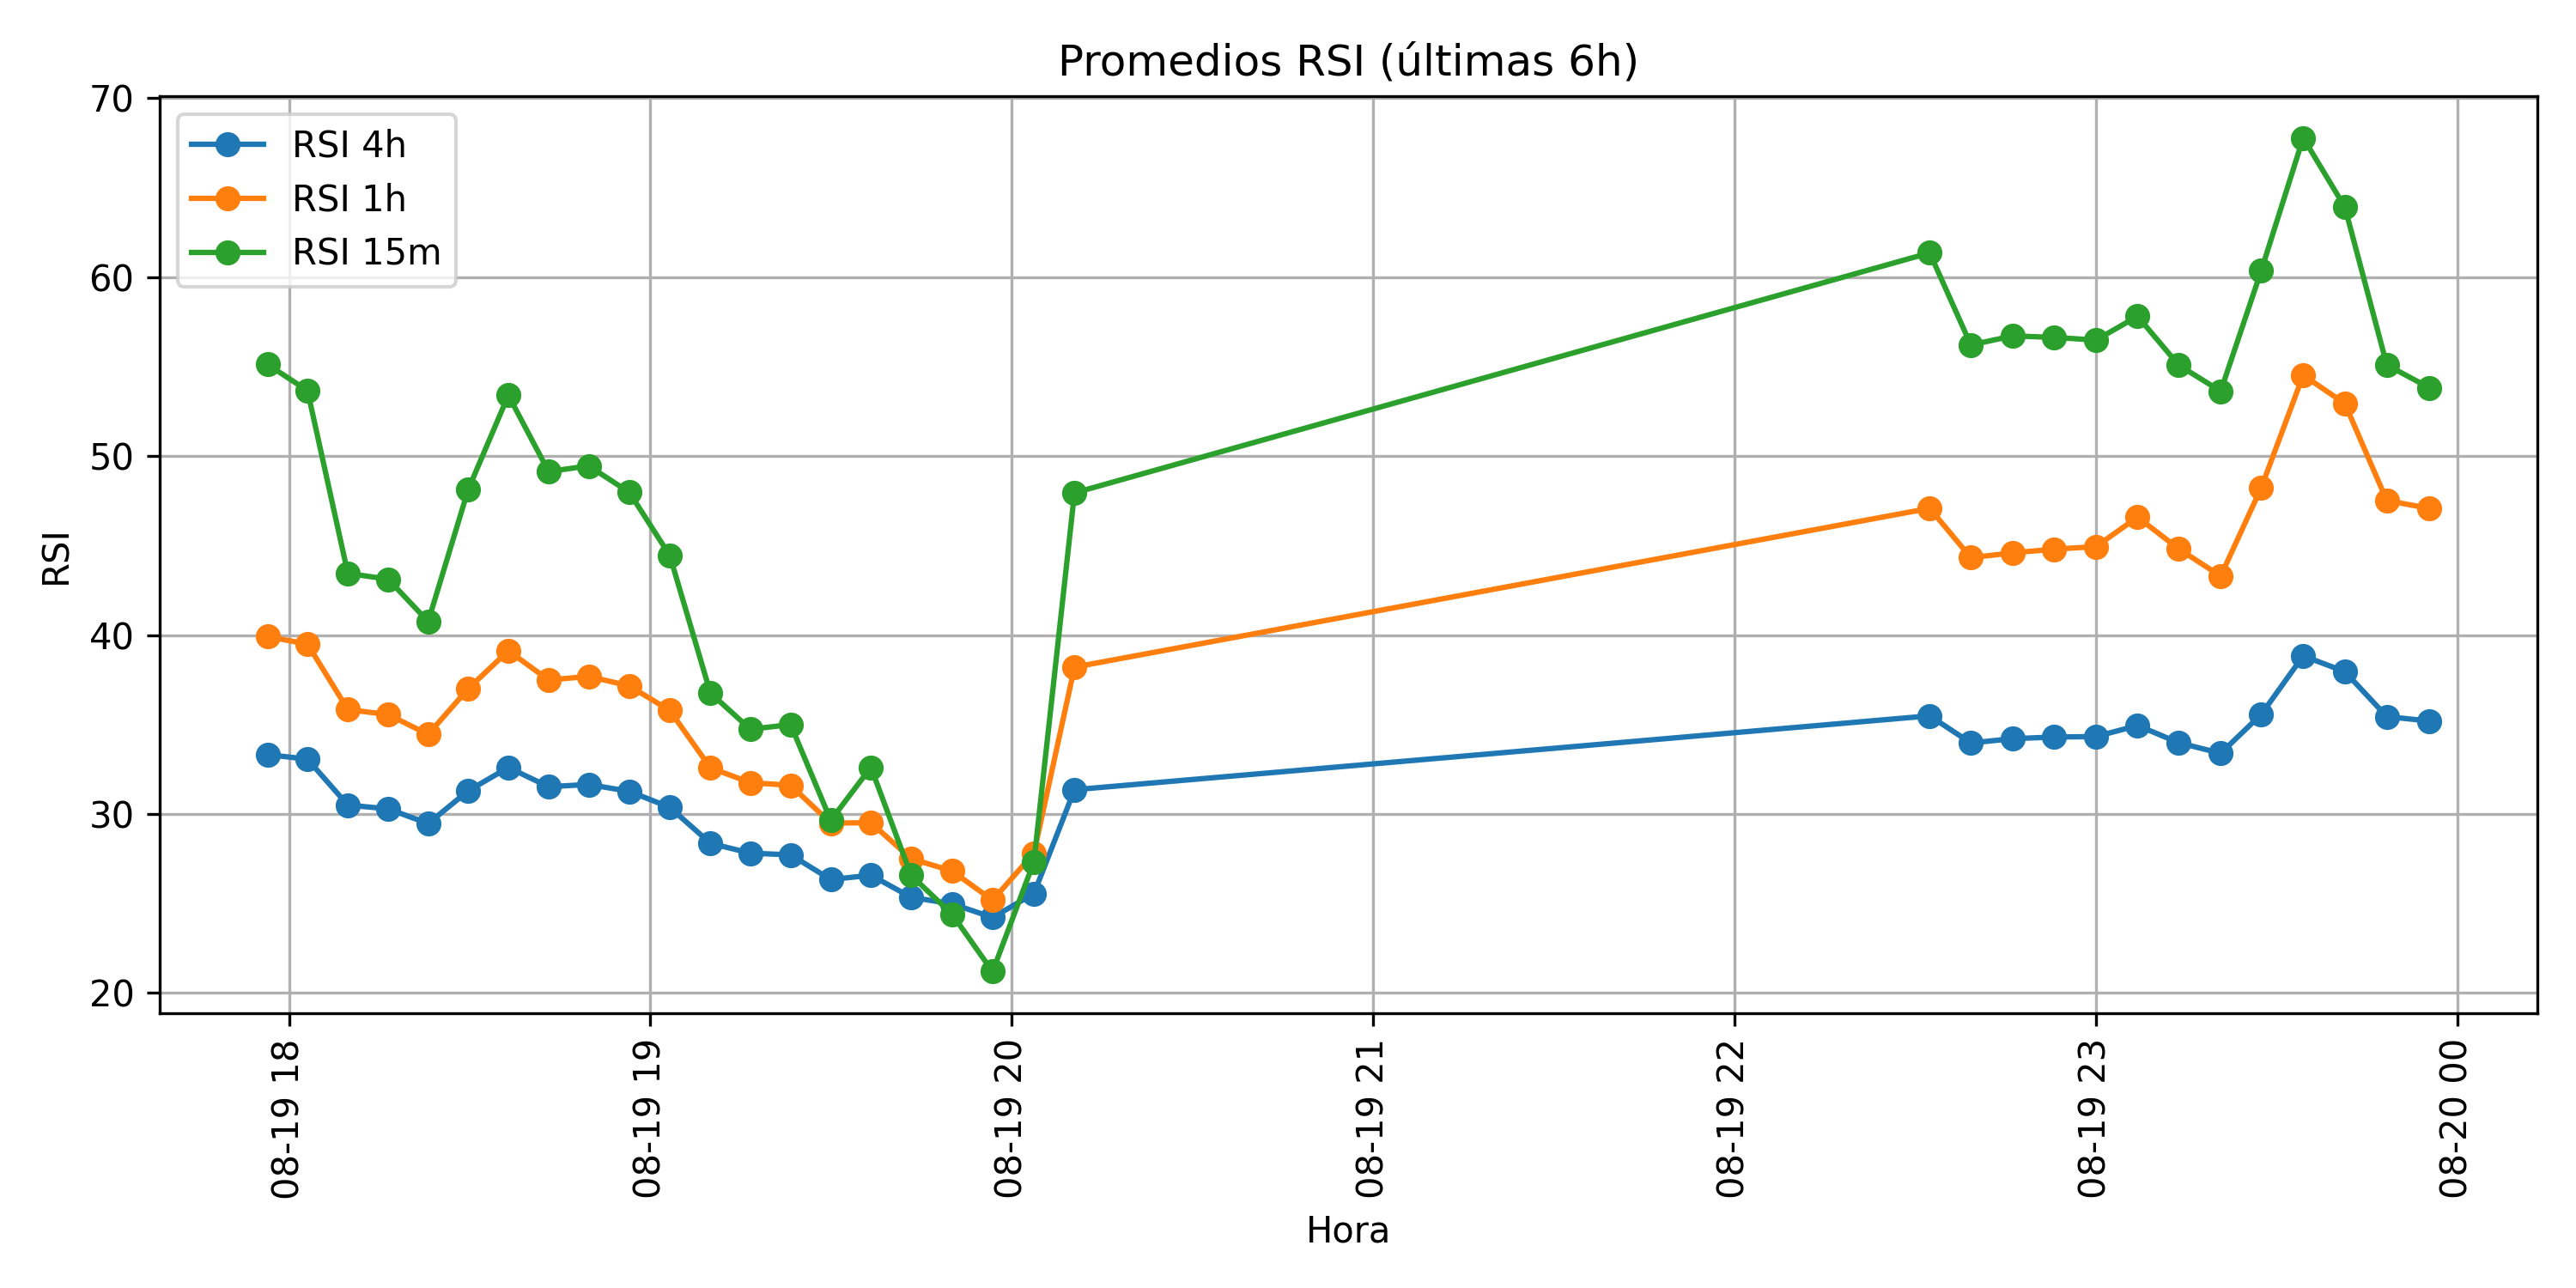 Promedios RSI (últimas 6h)
RSI 4h
RSI 1h
RSI 15m
RSI
70
60
50
40
30
20
08-19 18
08-19 19
08-19 20
08-19 21
08-19 22
08-19 23
08-20 00
Hora